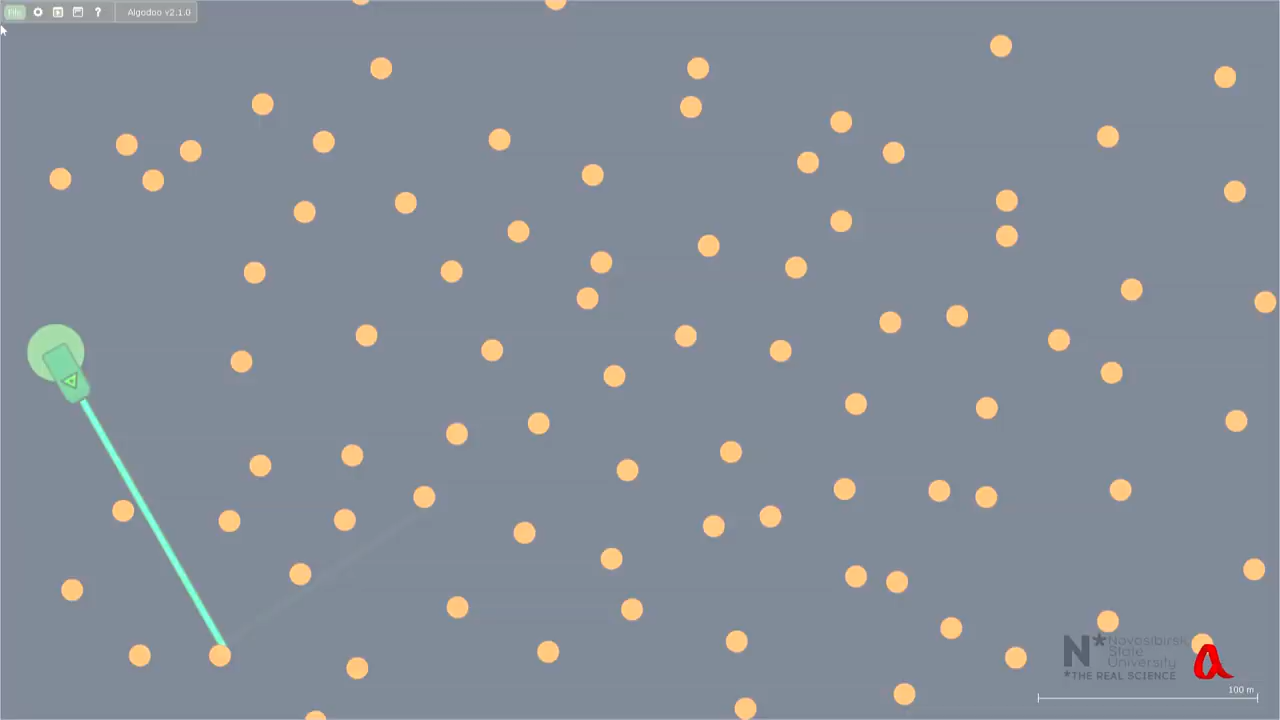 File ? Algodoo v2.1.0
N* Novosibirsk
State
University
*THE REAL SCIENCE
a
100 m